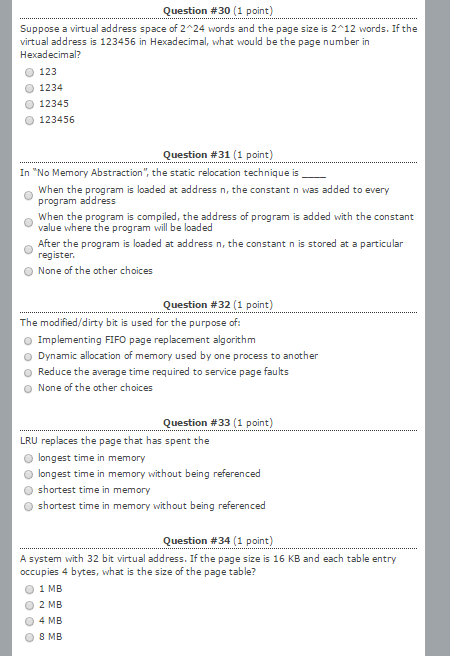 Question #30 (1 point)
Suppose a virtual address space of 2^24 words and the page size is 2^12 words. If the
virtual address is 123456 in Hexadecimal, what would be the page number in
Hexadecimal?
123
1234
12345
123456
Question #31 (1 point)
In “No Memory Abstraction”, the static relocation technique is _____
When the program is loaded at address n, the constant n was added to every
program address
When the program is compiled, the address of program is added with the constant
value where the program will be loaded
After the program is loaded at address n, the constant n is stored at a particular
register.
None of the other choices
Question #32 (1 point)
The modified/dirty bit is used for the purpose of:
Implementing FIFO page replacement algorithm
Dynamic allocation of memory used by one process to another
Reduce the average time required to service page faults
None of the other choices
Question #33 (1 point)
LRU replaces the page that has spent the
longest time in memory
longest time in memory without being referenced
shortest time in memory
shortest time in memory without being referenced
Question #34 (1 point)
A system with 32 bit virtual address. If the page size is 16 KB and each table entry
occupies 4 bytes, what is the size of the page table?
1 MB
2 MB
4 MB
8 MB